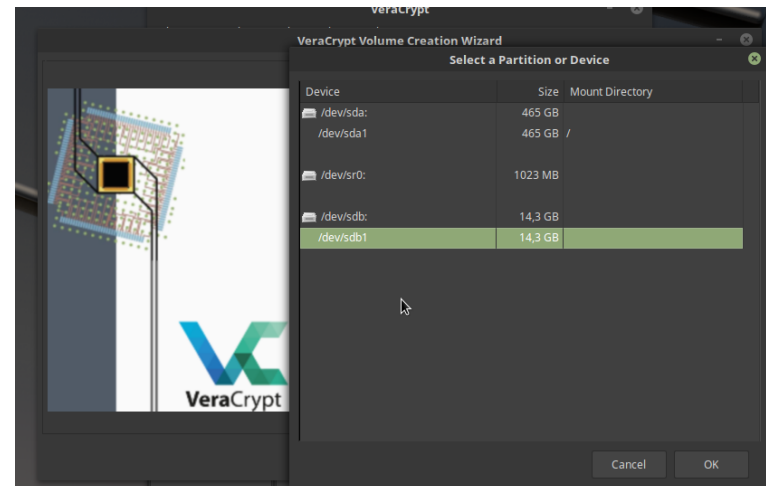 VeraCrypt
VeraCrypt Volume Creation Wizard
Select a Partition or Device
Device Size Mount Directory
/dev/sda: 465 GB
/dev/sda1 465 GB /
/dev/sr0: 1023 MB
/dev/sdb: 14,3 GB
/dev/sdb1 14,3 GB
VeraCrypt
Cancel OK